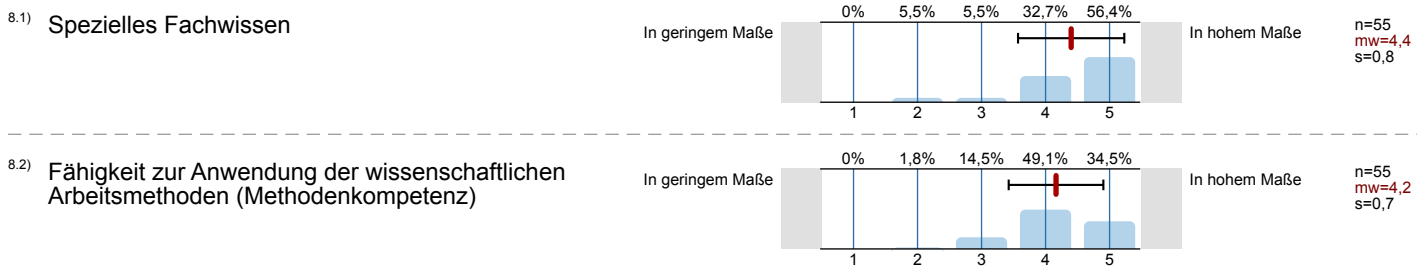 8.1) Spezielles Fachwissen
In geringem Maße
0% 5,5% 5,5% 32,7% 56,4%
1 2 3 4 5
In hohem Maße
n=55
mw=4,4
s=0,8
8.2) Fähigkeit zur Anwendung der wissenschaftlichen
Arbeitsmethoden (Methodenkompetenz)
In geringem Maße
0% 1,8% 14,5% 49,1% 34,5%
1 2 3 4 5
In hohem Maße
n=55
mw=4,2
s=0,7